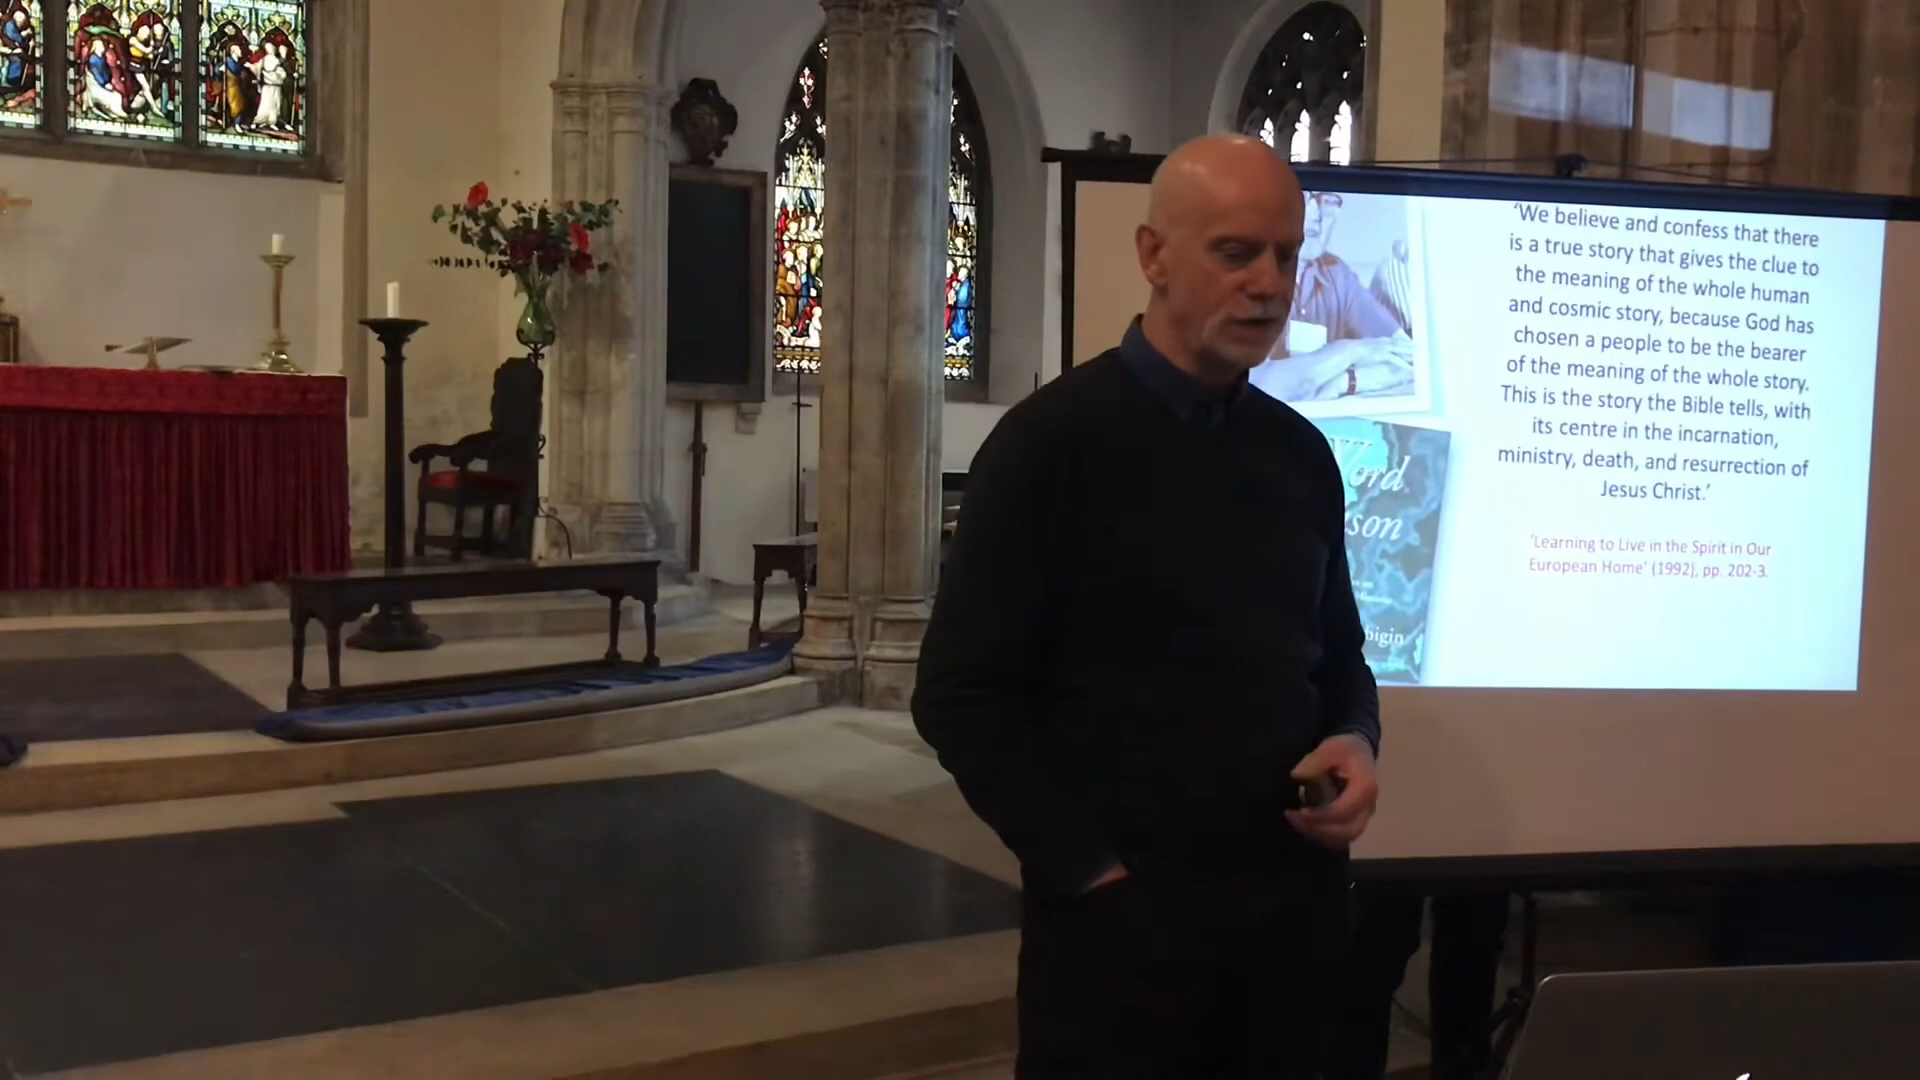 ‘We believe and confess that there
is a true story that gives the clue to
the meaning of the whole human
and cosmic story, because God has
chosen a people to be the bearer
of the meaning of the whole story.
This is the story the Bible tells, with
its centre in the incarnation,
ministry, death, and resurrection of
Jesus Christ.’
‘Learning to Live in the Spirit in Our
European Home’ (1992), pp. 202-3.
Word
son
bigin